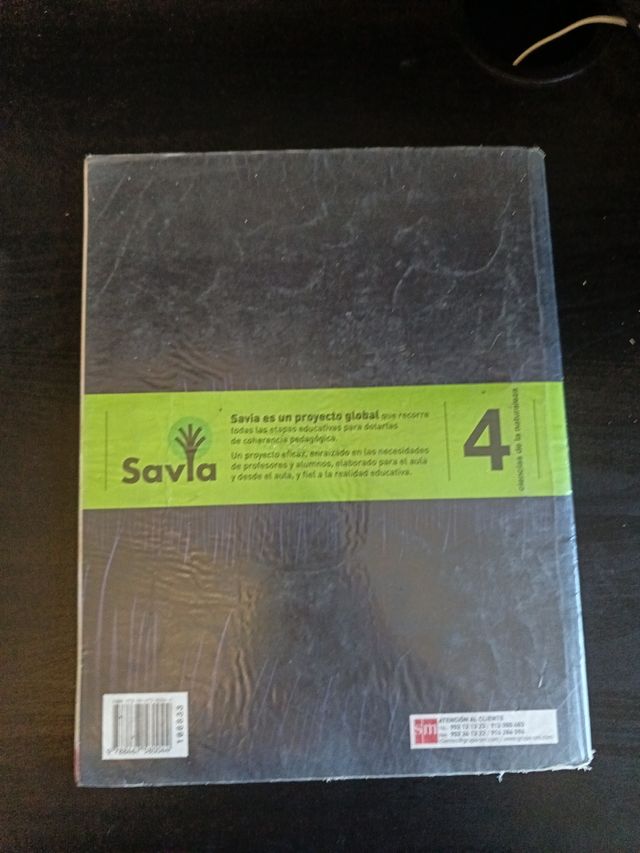 Savia
Savia es un proyecto global que recorre
todas las etapas educativas para dotarlas
de coherencia pedagógica.
Un proyecto eficaz, enraizado en las necesidades
de profesores y alumnos, elaborado para el aula
y desde el aula, y fiel a la realidad educativa.
4
ciencias de la naturaleza
188833
sm
ATENCIÓN AL CLIENTE